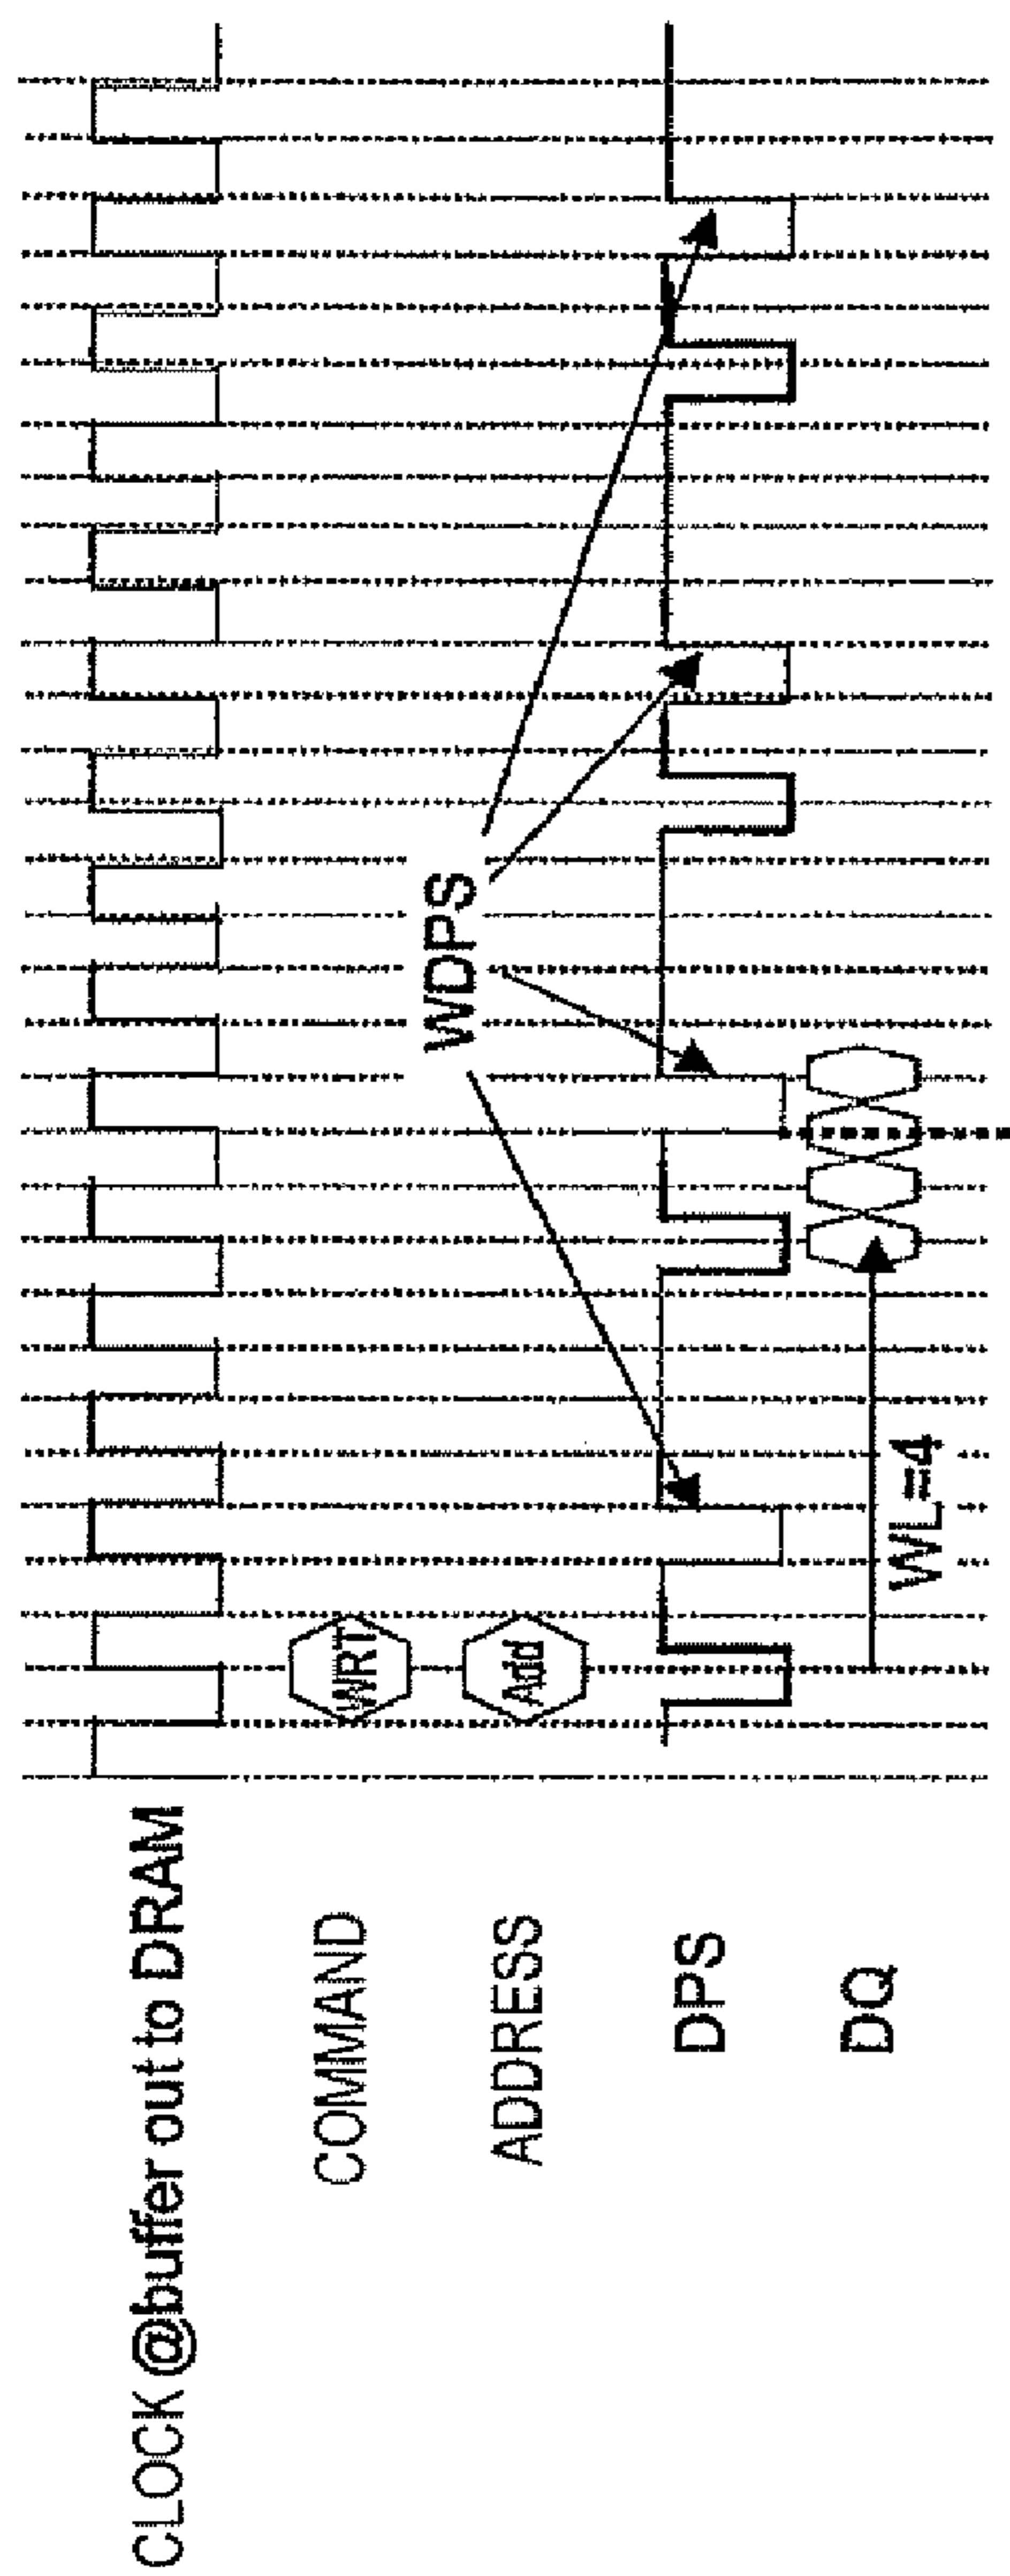 CLOCK @buffer out to DRAM
COMMAND
WRT
ADDRESS
Add
WDPS
DPS
DQ
WL=4